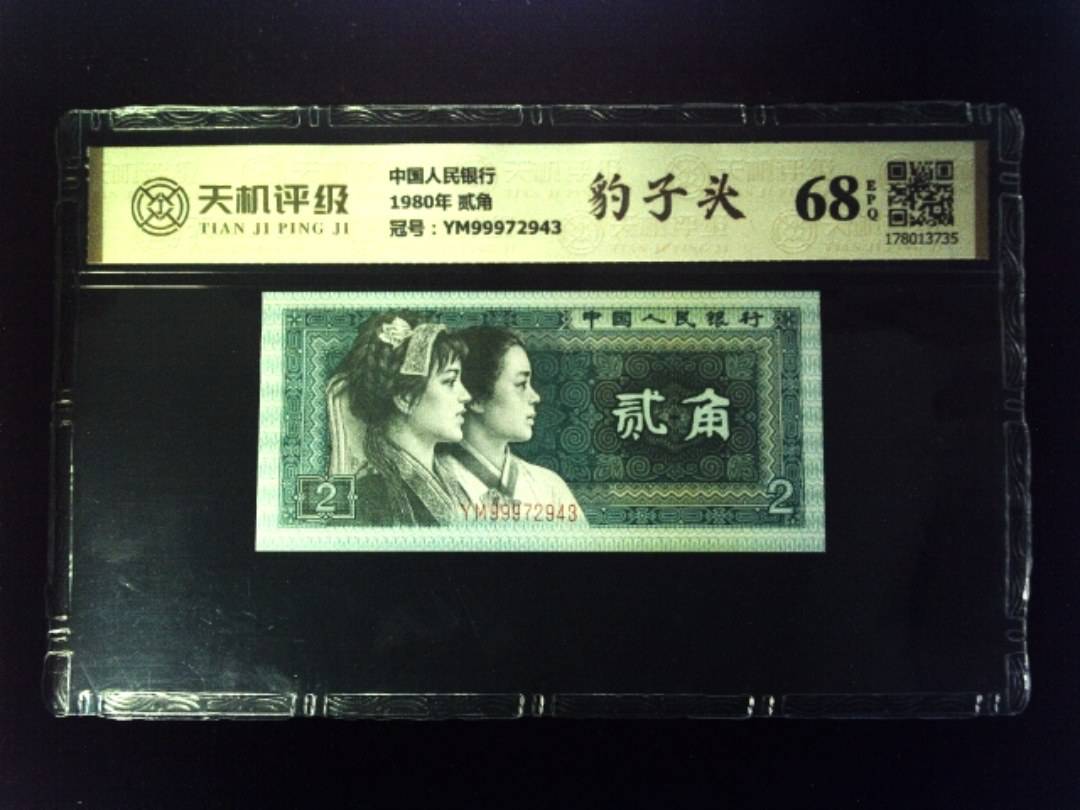 天机评级
TIAN JI PING JI
中国人民银行
1980年 贰角
冠号：YM99972943
豹子头
68
EPQ
178013735
中国人民银行
贰角
2
2
YM99972943